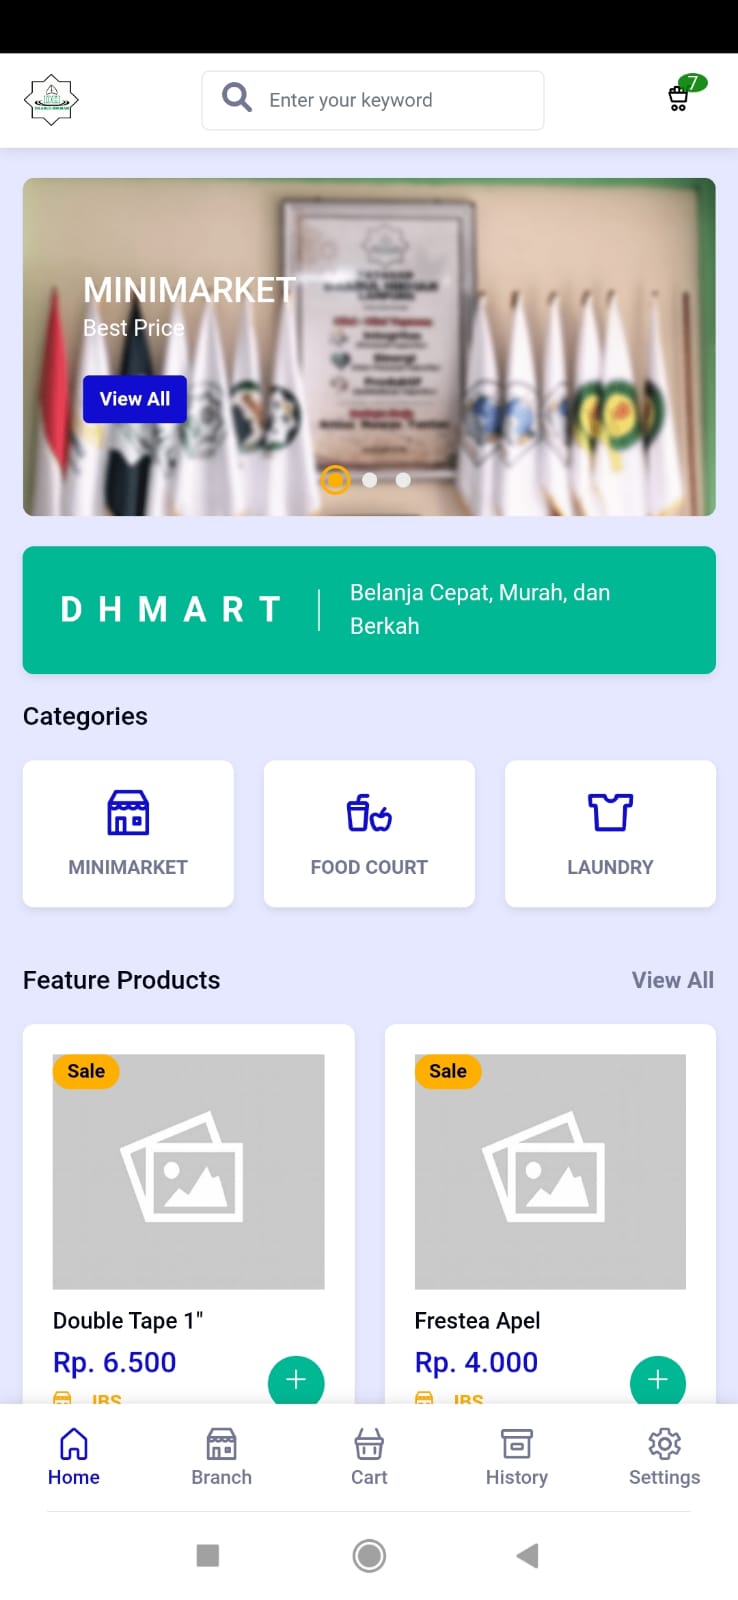 Enter your keyword
7
MINIMARKET
Best Price
View All
DHMART
Belanja Cepat, Murah, dan
Berkah
Categories
MINIMARKET
FOOD COURT
LAUNDRY
Feature Products
View All
Sale
Sale
Double Tape 1"
Frestea Apel
Rp. 6.500
Rp. 4.000
IBS
IBS
Home
Branch
Cart
History
Settings